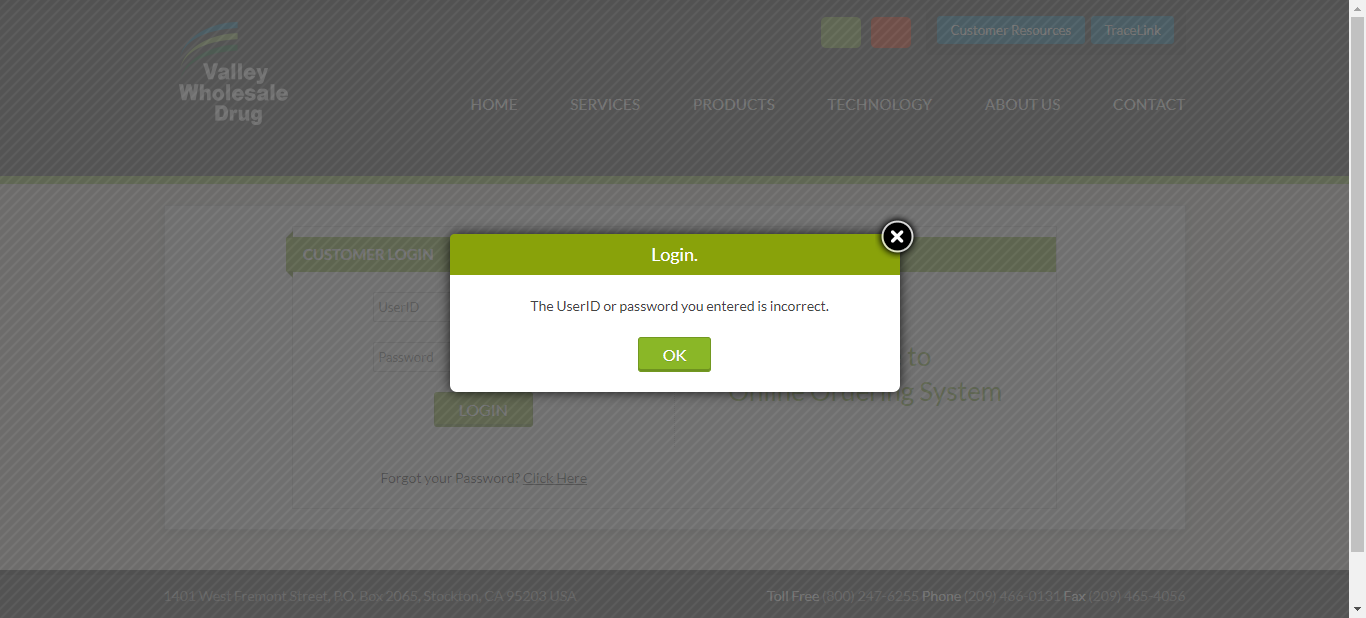 Valley
Wholesale
Drug
Customer Resources
TraceLink
HOME
SERVICES
PRODUCTS
TECHNOLOGY
ABOUT US
CONTACT
CUSTOMER LOGIN
Login.
The UserID or password you entered is incorrect.
OK
UserID
Password
LOGIN
to
Online Ordering System
Forgot your Password? Click Here
1401 West Fremont Street, P.O. Box 2065, Stockton, CA 95203 USA
Toll Free (800) 247-6255 Phone (209) 466-0131 Fax (209) 465-4056